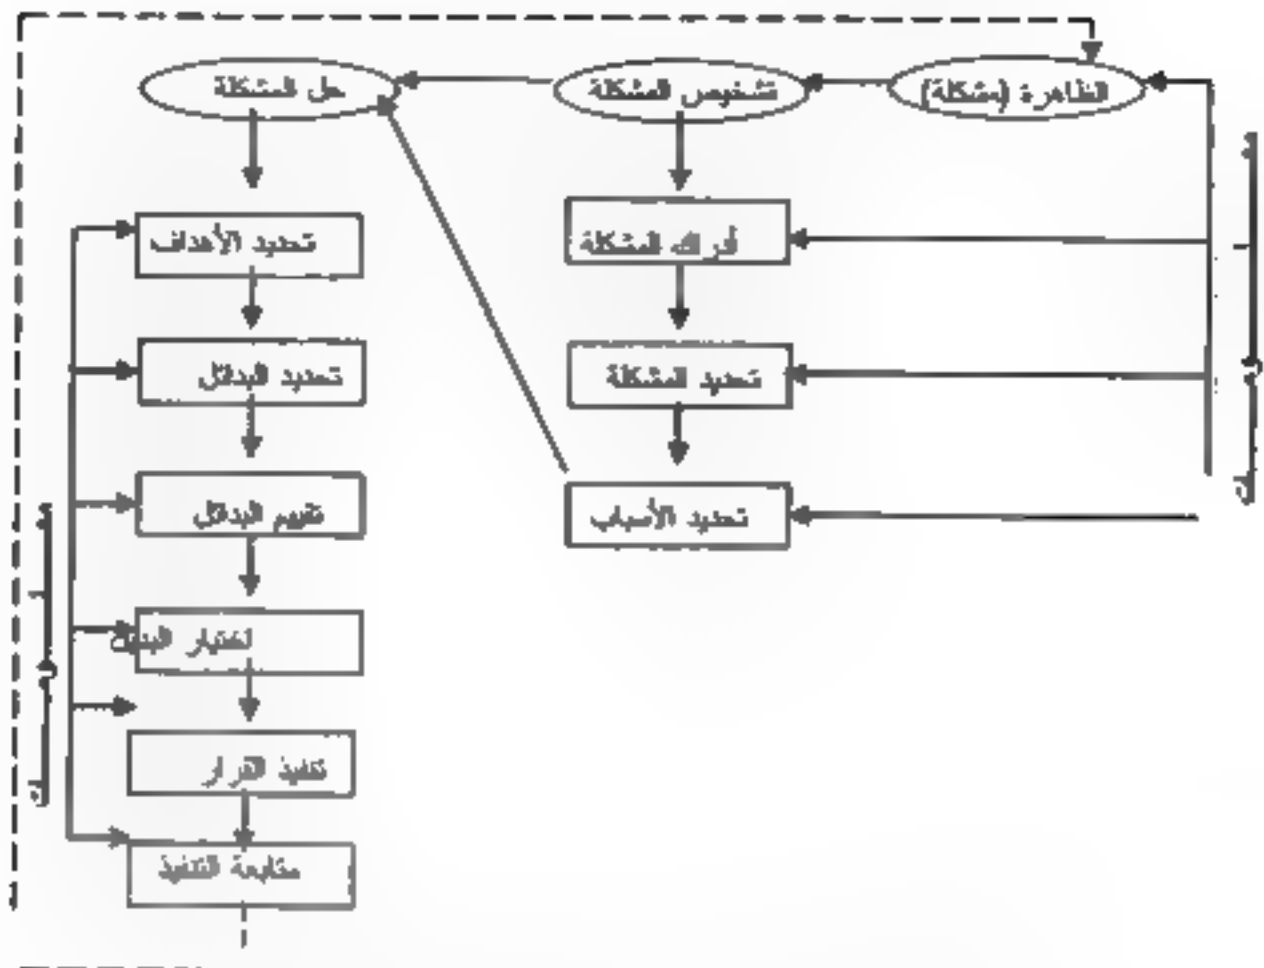 الظاهرة (مشكلة)
تشخيص المشكلة
حل المشكلة
أدراك المشكلة
تحديد المشكلة
تحديد الأسباب
تحديد الأهداف
تحديد البدائل
تقييم البدائل
اختيار البديل
تنفيذ القرار
متابعة التنفيذ